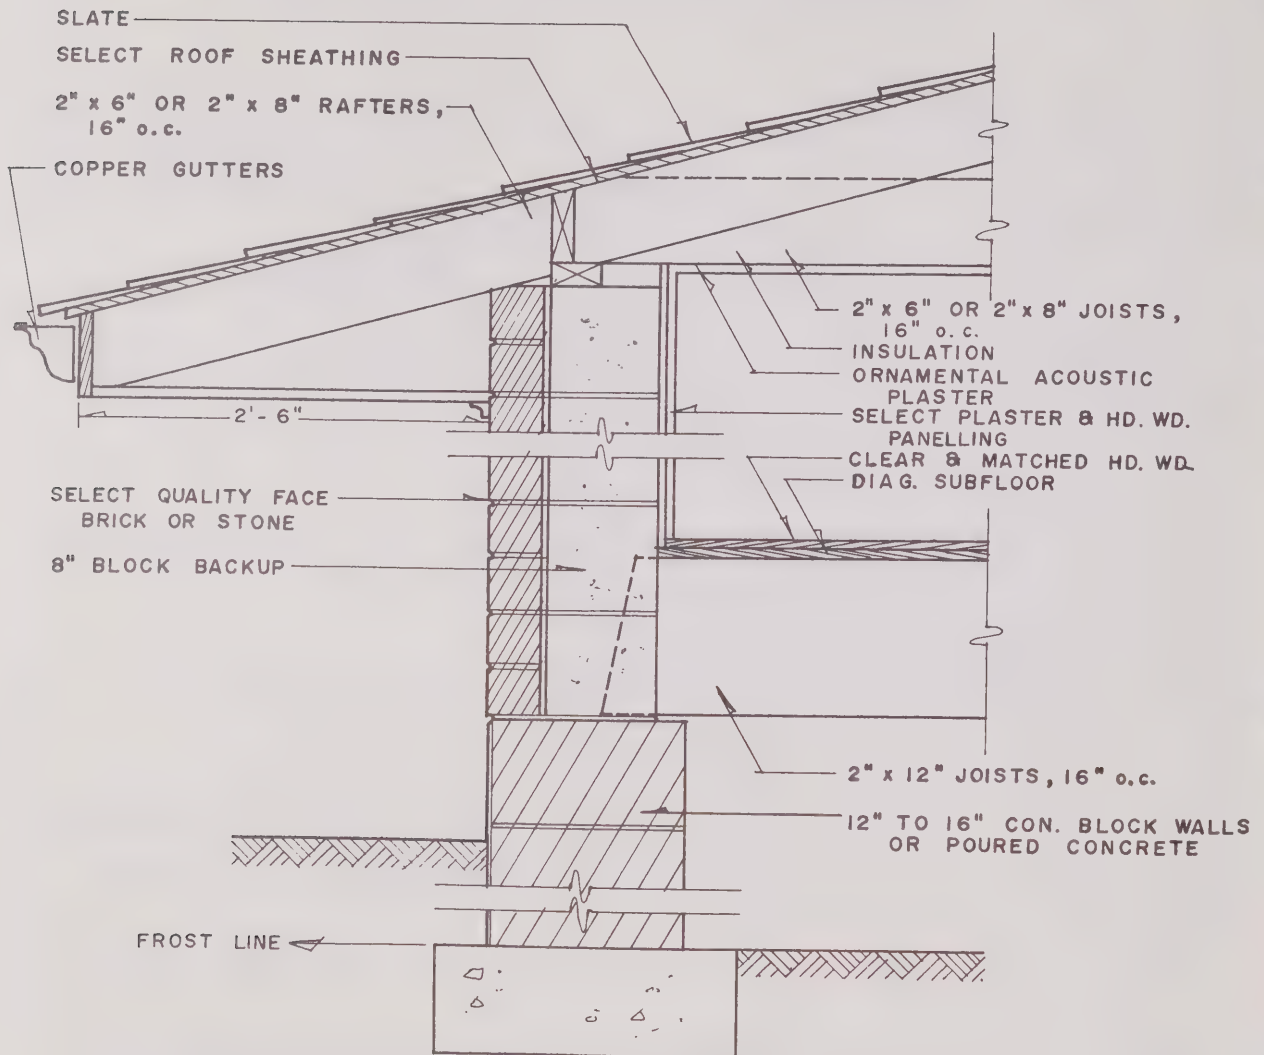 SLATE
SELECT ROOF SHEATHING
2" x 6" OR 2" x 8" RAFTERS,
16" o.c.
COPPER GUTTERS
2'-6"
SELECT QUALITY FACE
BRICK OR STONE
8" BLOCK BACKUP
FROST LINE
2" x 6" OR 2" x 8" JOISTS,
16" o.c.
INSULATION
ORNAMENTAL ACOUSTIC
PLASTER
SELECT PLASTER & HD. WD.
PANELLING
CLEAR & MATCHED HD. WD.
DIAG. SUBFLOOR
2" x 12" JOISTS, 16" o.c.
12" TO 16" CON. BLOCK WALLS
OR POURED CONCRETE